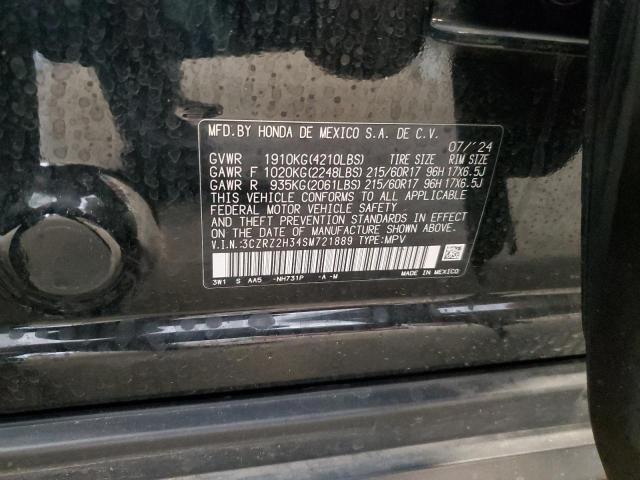 MFD.BY HONDA DE MEXICO S.A. DE C.V.
07/'24
GVWR 1910KG(4210LBS) TIRE SIZE RIM SIZE
GAWR F 1020KG(2248LBS) 215/60R17 96H 17X6.5J
GAWR R 935KG(2061LBS) 215/60R17 96H 17X6.5J
THIS VEHICLE CONFORMS TO ALL APPLICABLE
FEDERAL MOTOR VEHICLE SAFETY
AND THEFT PREVENTION STANDARDS IN EFFECT
ON THE DATE OF MANUFACTURE SHOWN ABOVE.
V.I.N:3CZRZ2H34SM721889 TYPE:MPV
3W1 S AA5 -NH731P -A-M MADE IN MEXICO